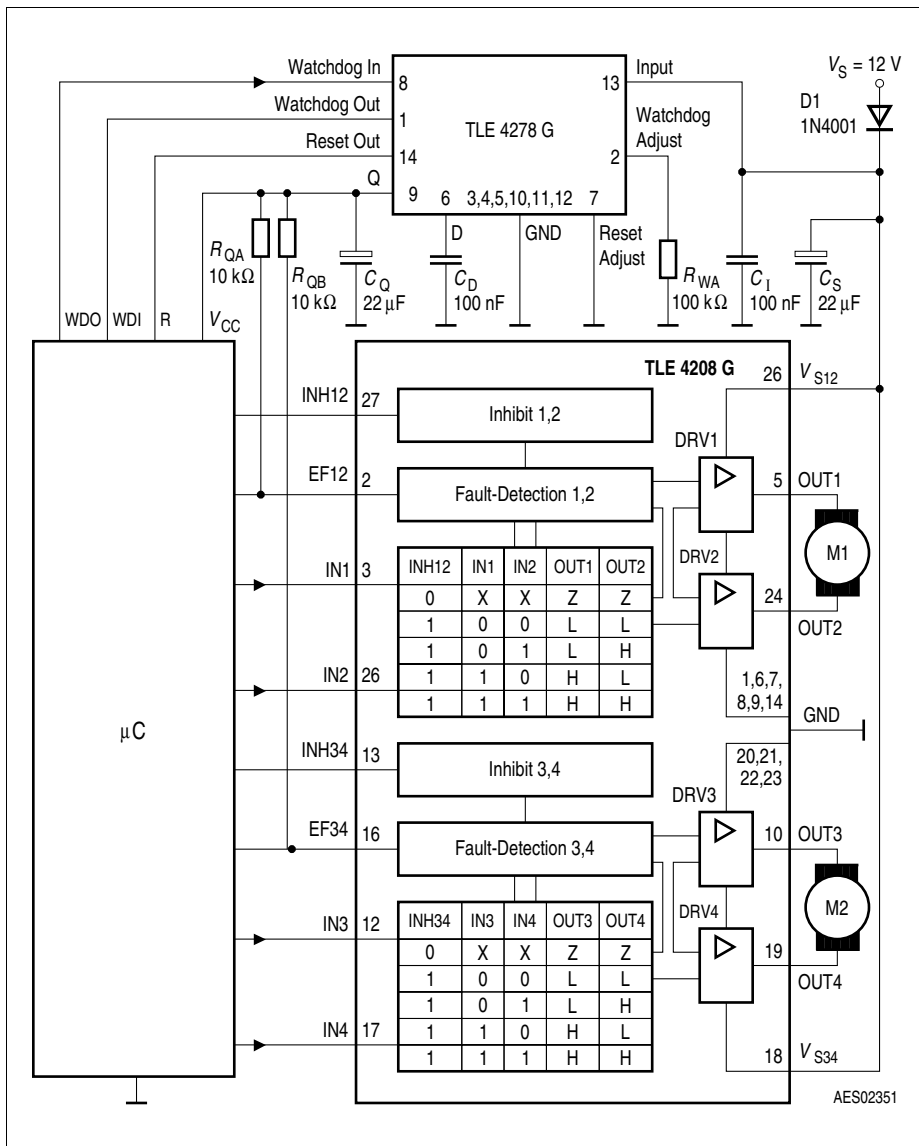 Watchdog In
8
13
Input
V_S = 12 V
D1
1N4001
Watchdog Out
1
TLE 4278 G
Watchdog
Adjust
2
Reset Out
14
Q
9
6
3,4,5,10,11,12
7
D
GND
Reset
Adjust
R_QA
10 kΩ
R_QB
10 kΩ
C_Q
22 μF
C_D
100 nF
R_WA
100 kΩ
C_I
100 nF
C_S
22 μF
WDO
WDI
R
V_CC
TLE 4208 G
26
V_S12
INH12
27
Inhibit 1,2
DRV1
EF12
2
Fault-Detection 1,2
5
OUT1
M1
DRV2
IN1
3
INH12 IN1 IN2 OUT1 OUT2
0 X X Z Z
1 0 0 L L
1 0 1 L H
1 1 0 H L
1 1 1 H H
24
OUT2
IN2
26
1,6,7,
8,9,14
GND
μC
INH34
13
Inhibit 3,4
20,21,
22,23
DRV3
EF34
16
Fault-Detection 3,4
10
OUT3
M2
DRV4
IN3
12
INH34 IN3 IN4 OUT3 OUT4
0 X X Z Z
1 0 0 L L
1 0 1 L H
1 1 0 H L
1 1 1 H H
19
OUT4
IN4
17
18
V_S34
AES02351